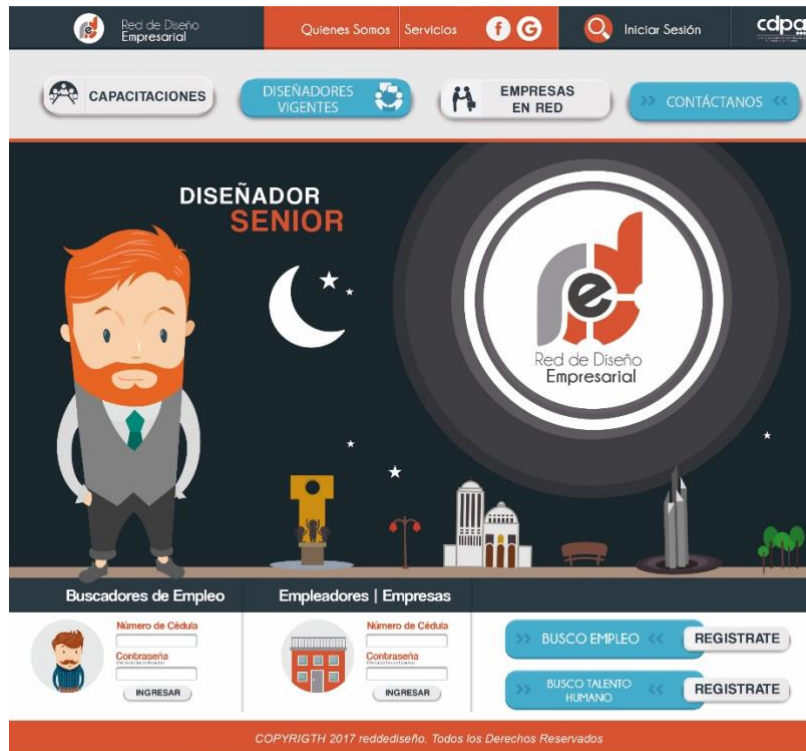 Red de Diseño
Empresarial
Quienes Somos Servicios
Iniciar Sesión
cdpa
CAPACITACIONES
DISEÑADORES
VIGENTES
EMPRESAS
EN RED
>> CONTÁCTANOS <<
DISEÑADOR
SENIOR
Red de Diseño
Empresarial
Buscadores de Empleo
Empleadores | Empresas
Número de Cédula
Contraseña
INGRESAR
Número de Cédula
Contraseña
INGRESAR
>> BUSCO EMPLEO <<
REGISTRATE
>> BUSCO TALENTO
HUMANO <<
REGISTRATE
COPYRIGTH 2017 reddediseño. Todos los Derechos Reservados